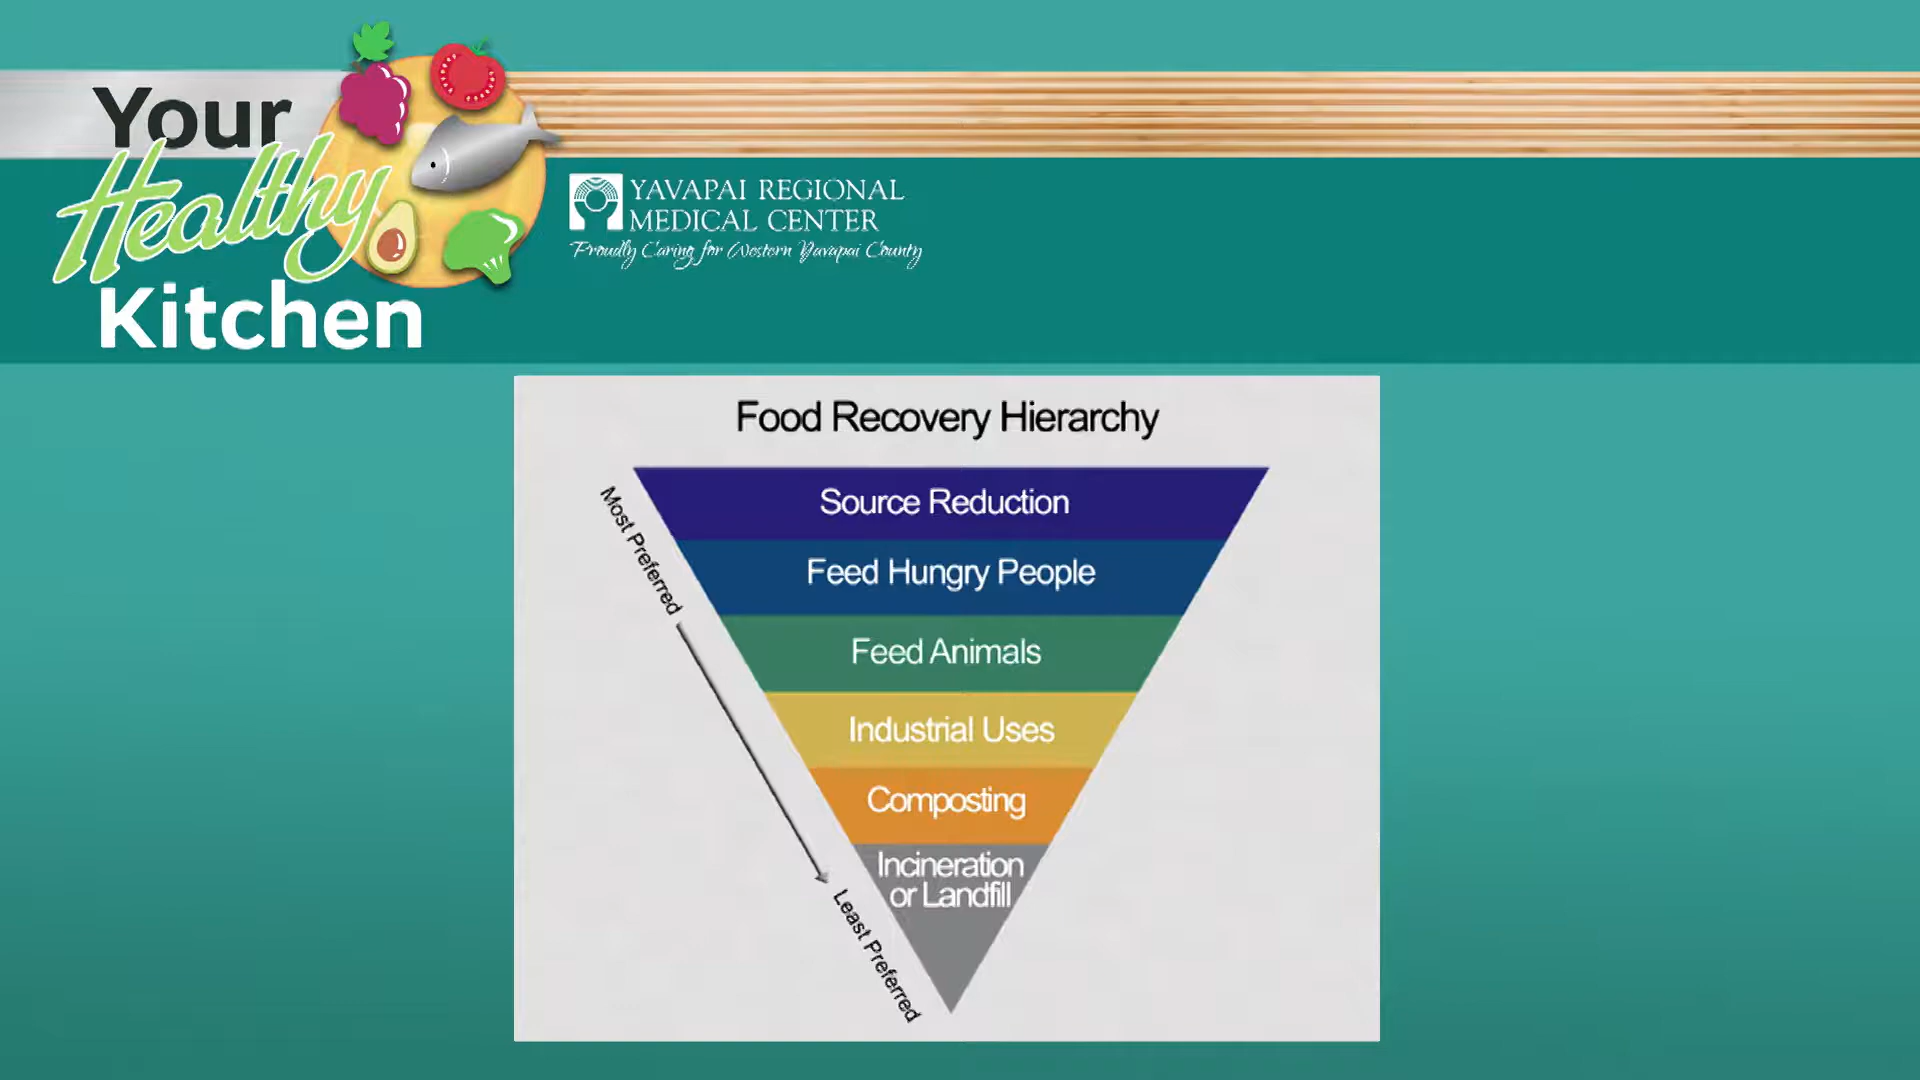 Your
Healthy
Kitchen
YAVAPAI REGIONAL
MEDICAL CENTER
Proudly Caring for Western Yavapai County
Food Recovery Hierarchy
Most Preferred
Source Reduction
Feed Hungry People
Feed Animals
Industrial Uses
Composting
Incineration
or Landfill
Least Preferred